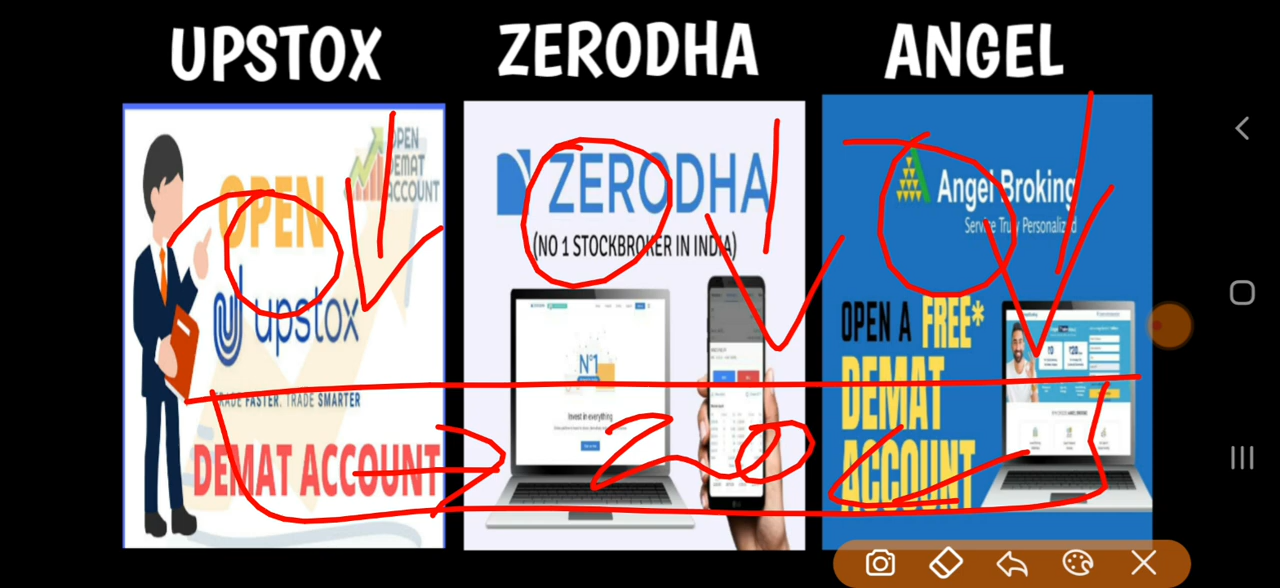 UPSTOX
ZERODHA
ANGEL
OPEN
DEMAT
ACCOUNT
OPEN
upstox
TRADE FASTER. TRADE SMARTER
DEMAT ACCOUNT
ZERODHA
(NO 1 STOCKBROKER IN INDIA)
N°1
Invest in everything
Angel Broking
Service Truly Personalized
OPEN A FREE*
DEMAT
ACCOUNT